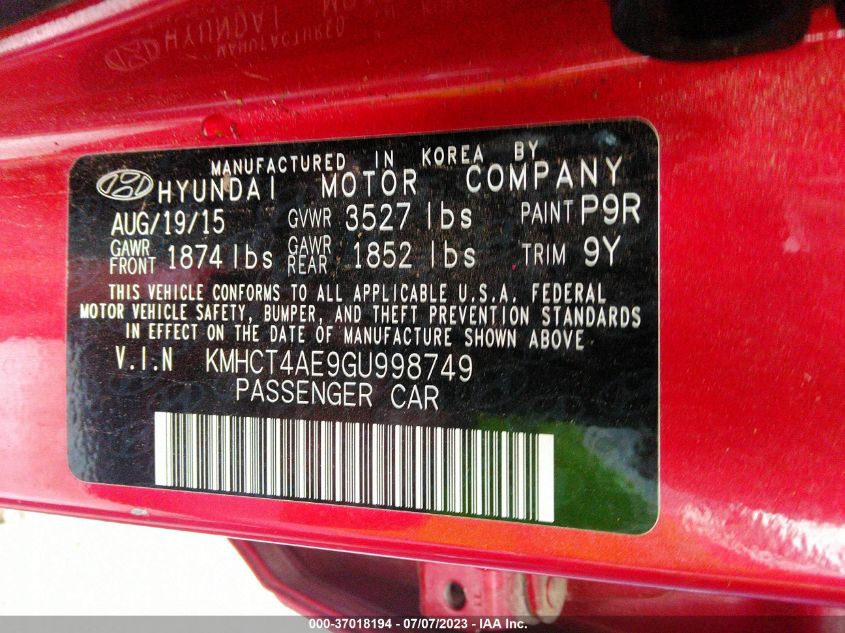 HYUNDAI
MANUFACTURED
MANUFACTURED IN KOREA BY
HYUNDAI MOTOR COMPANY
AUG/19/15 GVWR 3527 lbs PAINT P9R
GAWR FRONT 1874 lbs GAWR REAR 1852 lbs TRIM 9Y
THIS VEHICLE CONFORMS TO ALL APPLICABLE U.S.A. FEDERAL
MOTOR VEHICLE SAFETY, BUMPER, AND THEFT PREVENTION STANDARDS
IN EFFECT ON THE DATE OF MANUFACTURE SHOWN ABOVE
V.I.N KMHCT4AE9GU998749
PASSENGER CAR
000-37018194 - 07/07/2023 - IAA Inc.